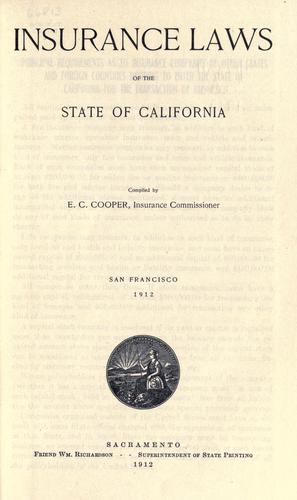 INSURANCE LAWS
OF THE
STATE OF CALIFORNIA
Compiled by
E. C. COOPER, Insurance Commissioner
SAN FRANCISCO
1912
SACRAMENTO
FRIEND WM. RICHARDSON - - SUPERINTENDENT OF STATE PRINTING
1912